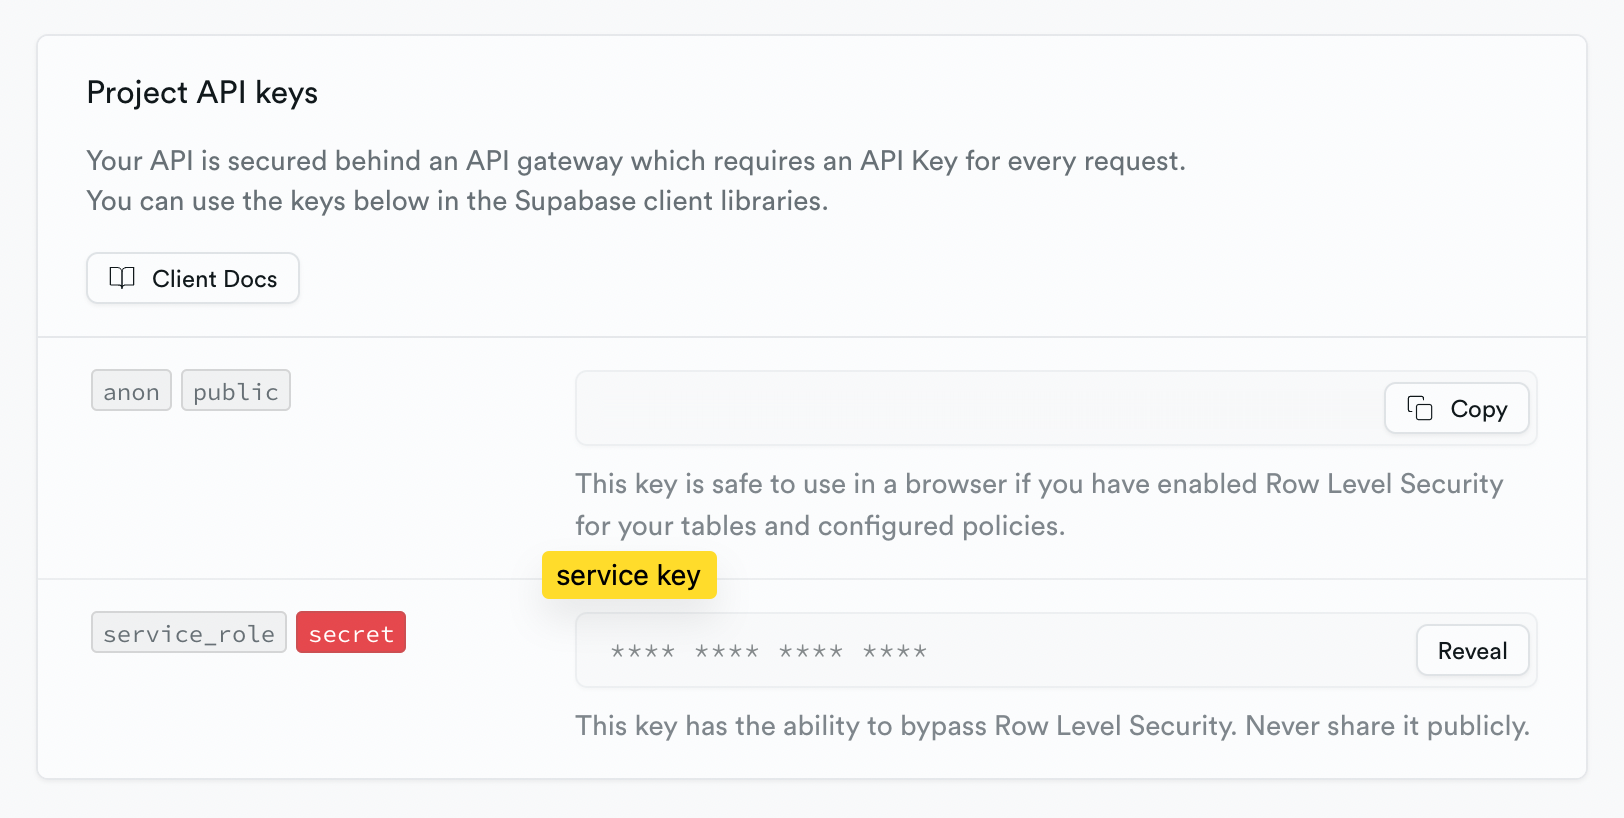 Project API keys
Your API is secured behind an API gateway which requires an API Key for every request.
You can use the keys below in the Supabase client libraries.
Client Docs
anon public
Copy
This key is safe to use in a browser if you have enabled Row Level Security
for your tables and configured policies.
service key
service_role secret
**** **** **** ****
Reveal
This key has the ability to bypass Row Level Security. Never share it publicly.